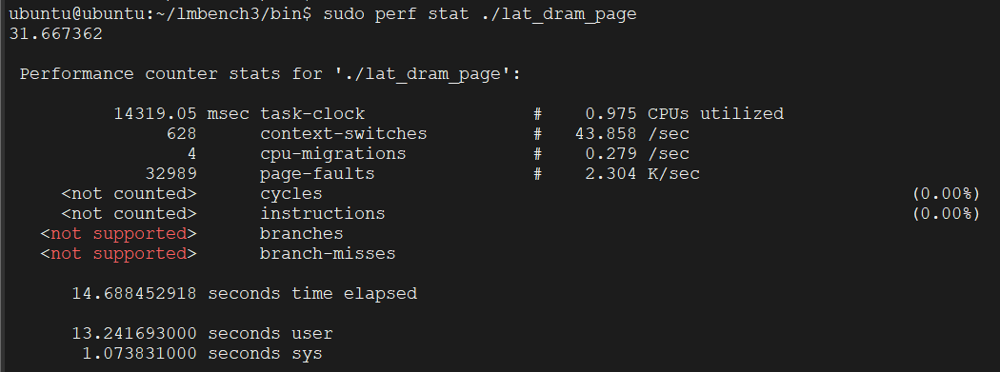 ubuntu@ubuntu:~/lmbench3/bin$ sudo perf stat ./lat_dram_page
31.667362
Performance counter stats for './lat_dram_page':
14319.05 msec task-clock # 0.975 CPUs utilized
628 context-switches # 43.858 /sec
4 cpu-migrations # 0.279 /sec
32989 page-faults # 2.304 K/sec
<not counted> cycles (0.00%)
<not counted> instructions (0.00%)
<not supported> branches
<not supported> branch-misses
14.688452918 seconds time elapsed
13.241693000 seconds user
1.073831000 seconds sys